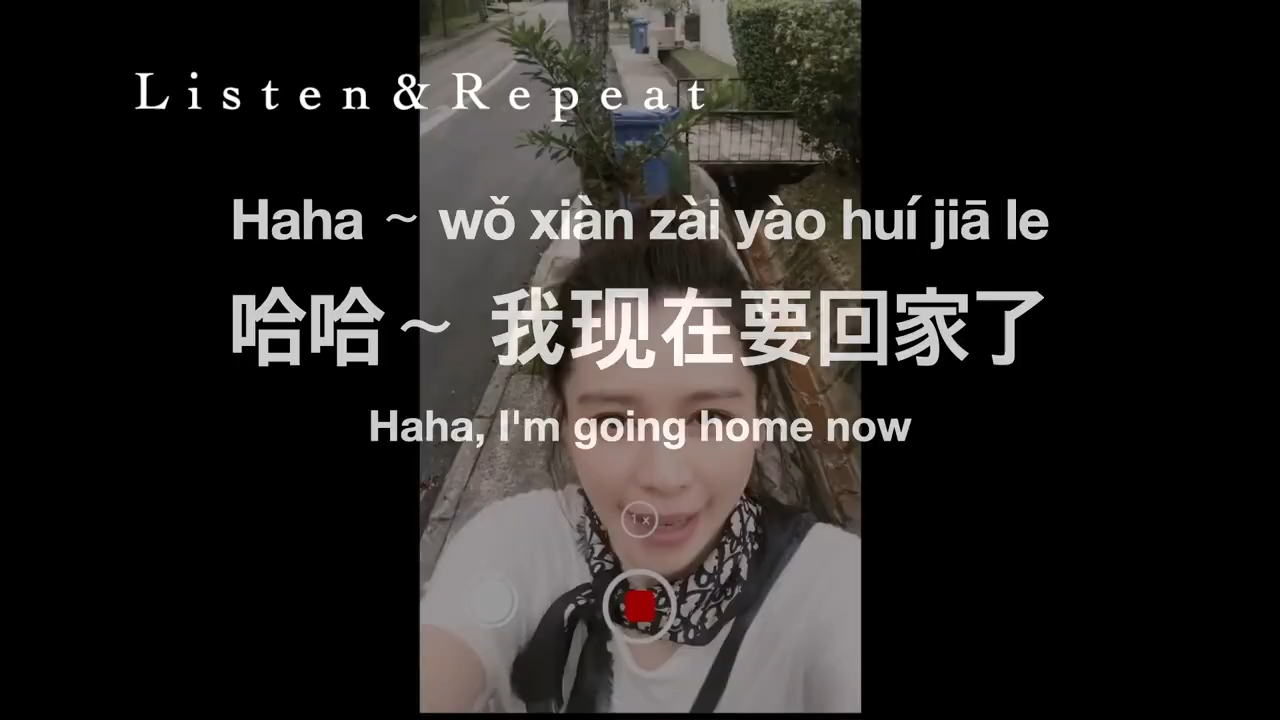 Listen&Repeat
Haha ~ wǒ xiàn zài yào huí jiā le
哈哈~ 我现在要回家了
Haha, I'm going home now
1×